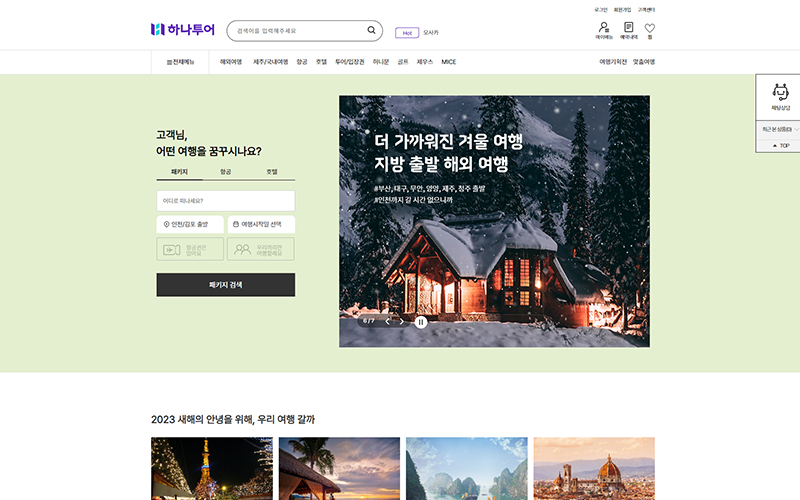 로그인 회원가입 고객센터
하나투어
검색어를 입력해주세요
Hot 오사카
마이메뉴 예약내역 찜
전체메뉴 해외여행 제주/국내여행 항공 호텔 투어/입장권 허니문 골프 제우스 MICE
여행기획전 맞춤여행
채팅상담
최근 본 상품(0)
TOP
고객님,
어떤 여행을 꿈꾸시나요?
패키지 항공 호텔
어디로 떠나세요?
인천/김포 출발 여행시작일 선택
항공권은 있어요
우리끼리만 여행할래요
패키지 검색
더 가까워진 겨울 여행
지방 출발 해외 여행
#부산, 대구, 무안, 양양, 제주, 청주 출발
#인천까지 갈 시간 없으니까
6 / 7
2023 새해의 안녕을 위해, 우리 여행 갈까